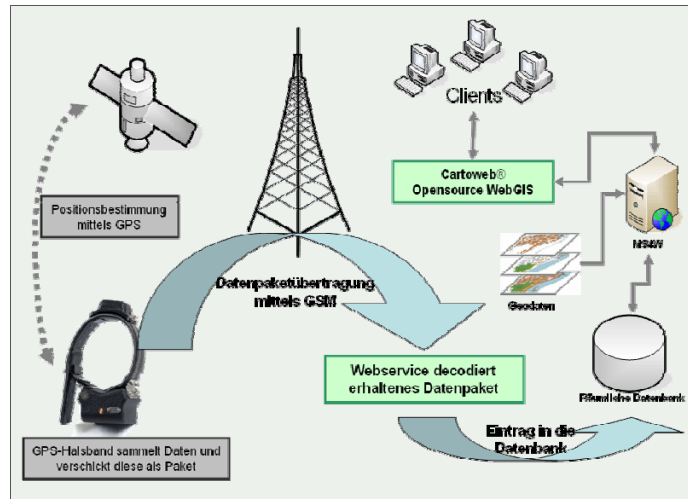 Clients
Cartoweb®
Opensource WebGIS
Positionsbestimmung
mittels GPS
MS4W
Geodaten
Datenpaketübertragung
mittels GSM
Webservice decodiert
erhaltenes Datenpaket
Räumliche Datenbank
GPS-Halsband sammelt Daten und
verschickt diese als Paket
Eintrag in die
Datenbank